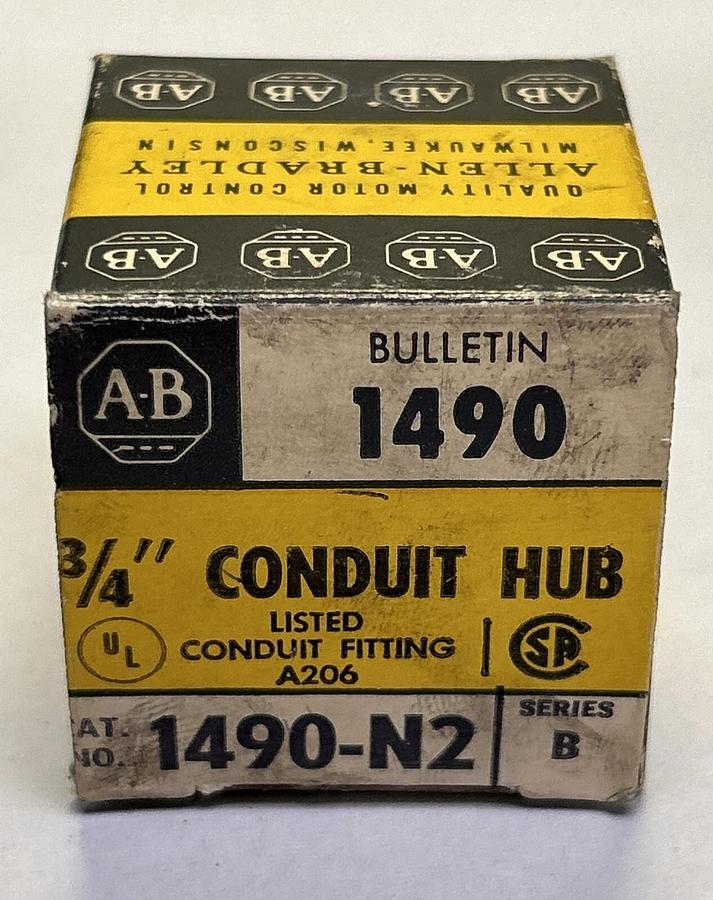 A-B A-B A-B A-B
QUALITY MOTOR CONTROL
ALLEN-BRADLEY
MILWAUKEE, WISCONSIN
A-B A-B A-B A-B
A-B
BULLETIN
1490
3/4" CONDUIT HUB
UL
LISTED
CONDUIT FITTING
A206
CSA
CAT.
NO. 1490-N2
SERIES
B